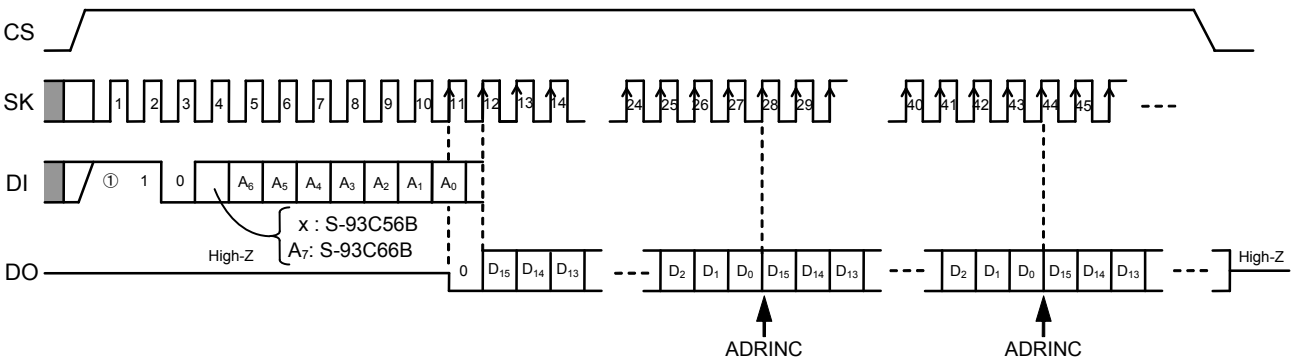 CS
SK 1 2 3 4 5 6 7 8 9 10 11 12 13 14 24 25 26 27 28 29 40 41 42 43 44 45
DI ① 1 0 A6 A5 A4 A3 A2 A1 A0
x : S-93C56B
A7: S-93C66B
High-Z
DO 0 D15 D14 D13 D2 D1 D0 D15 D14 D13 D2 D1 D0 D15 D14 D13 High-Z
ADRINC ADRINC